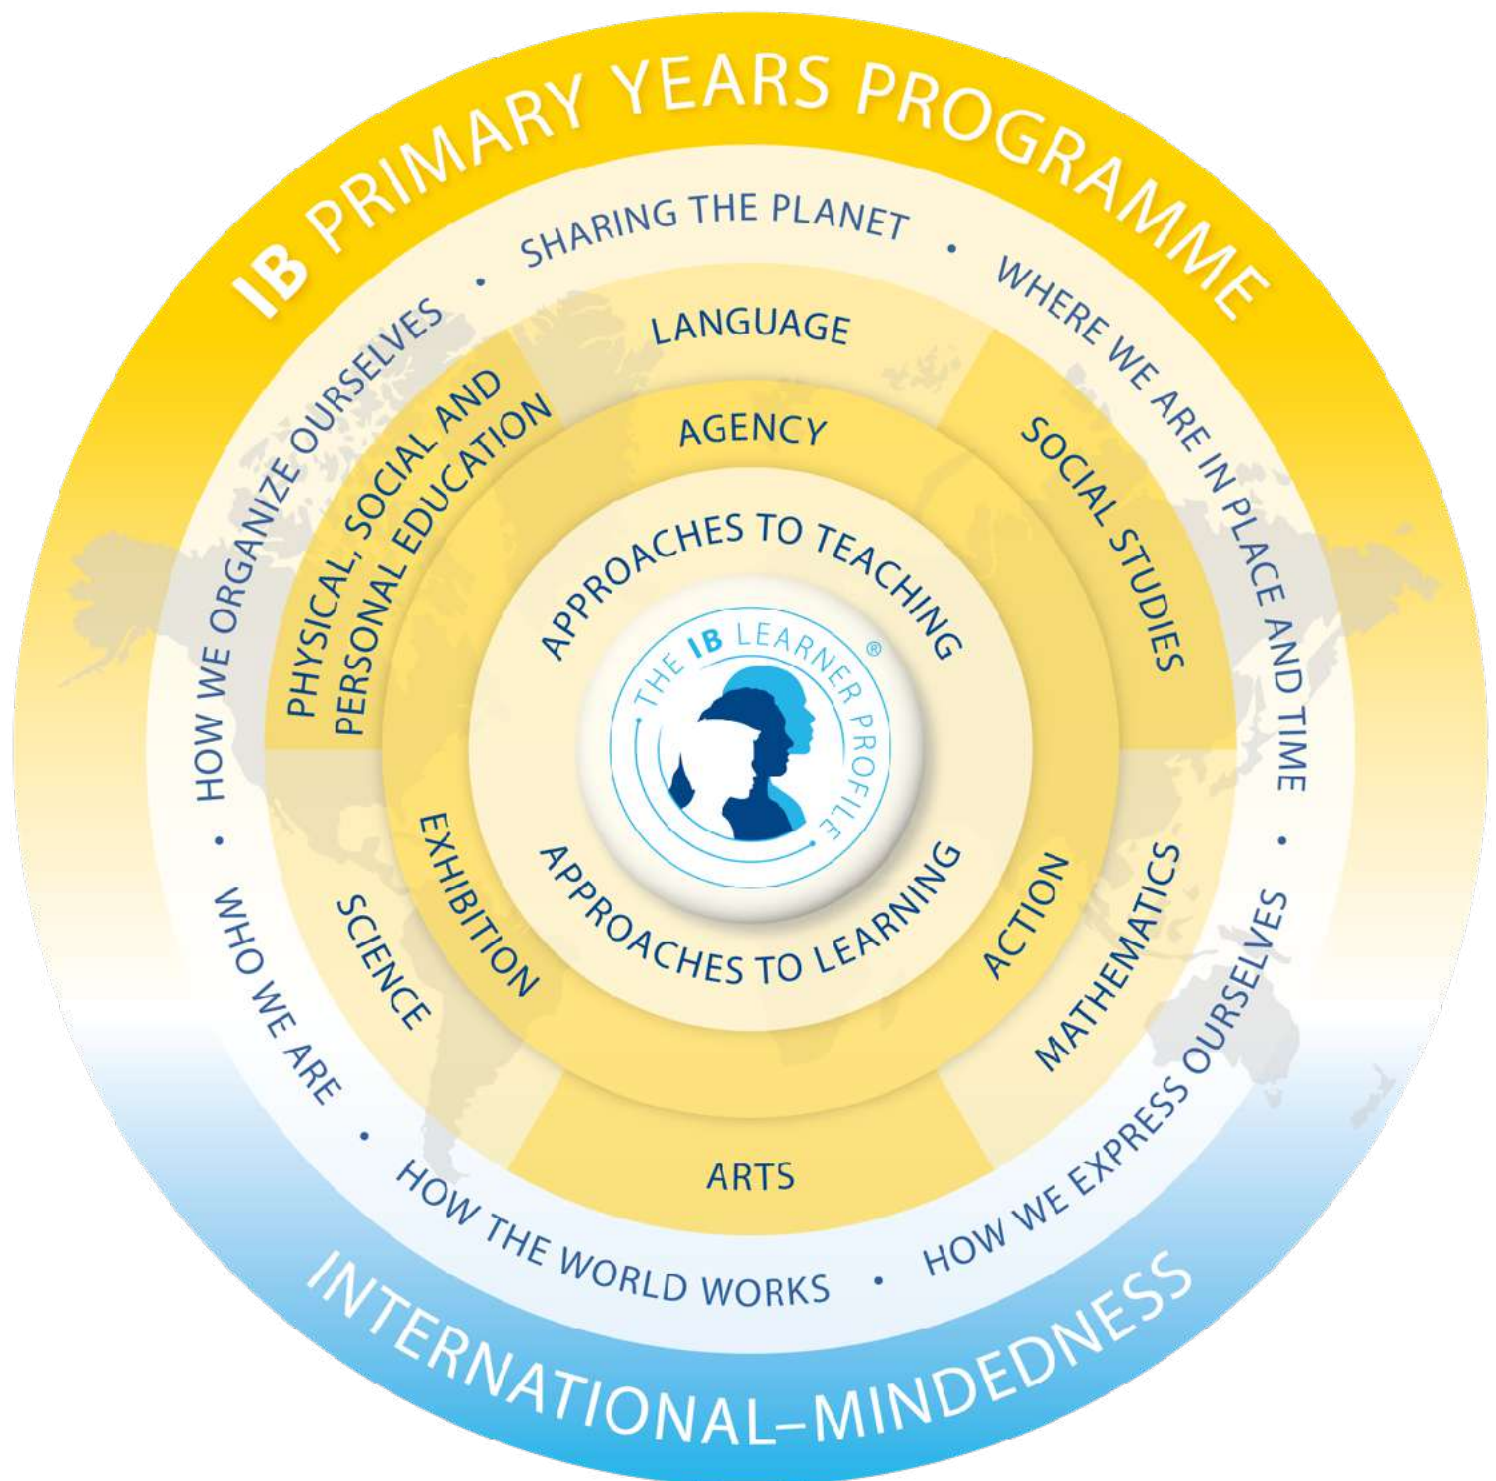 IB PRIMARY YEARS PROGRAMME
SHARING THE PLANET
•
WHERE WE ARE IN PLACE AND TIME
•
HOW WE EXPRESS OURSELVES
•
HOW THE WORLD WORKS
•
WHO WE ARE
•
HOW WE ORGANIZE OURSELVES
•
LANGUAGE
SOCIAL STUDIES
MATHEMATICS
ARTS
SCIENCE
PHYSICAL, SOCIAL AND
PERSONAL EDUCATION
AGENCY
ACTION
EXHIBITION
APPROACHES TO TEACHING
THE IB LEARNER PROFILE ®
APPROACHES TO LEARNING
INTERNATIONAL–MINDEDNESS